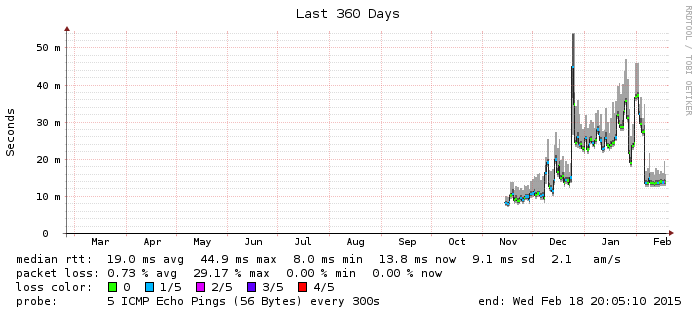 Last 360 Days
RRDTOOL / TOBI OETIKER
Seconds
50 m
40 m
30 m
20 m
10 m
0
Mar Apr May Jun Jul Aug Sep Oct Nov Dec Jan Feb
median rtt: 19.0 ms avg 44.9 ms max 8.0 ms min 13.8 ms now 9.1 ms sd 2.1 am/s
packet loss: 0.73 % avg 29.17 % max 0.00 % min 0.00 % now
loss color: 0 1/5 2/5 3/5 4/5
probe: 5 ICMP Echo Pings (56 Bytes) every 300s end: Wed Feb 18 20:05:10 2015